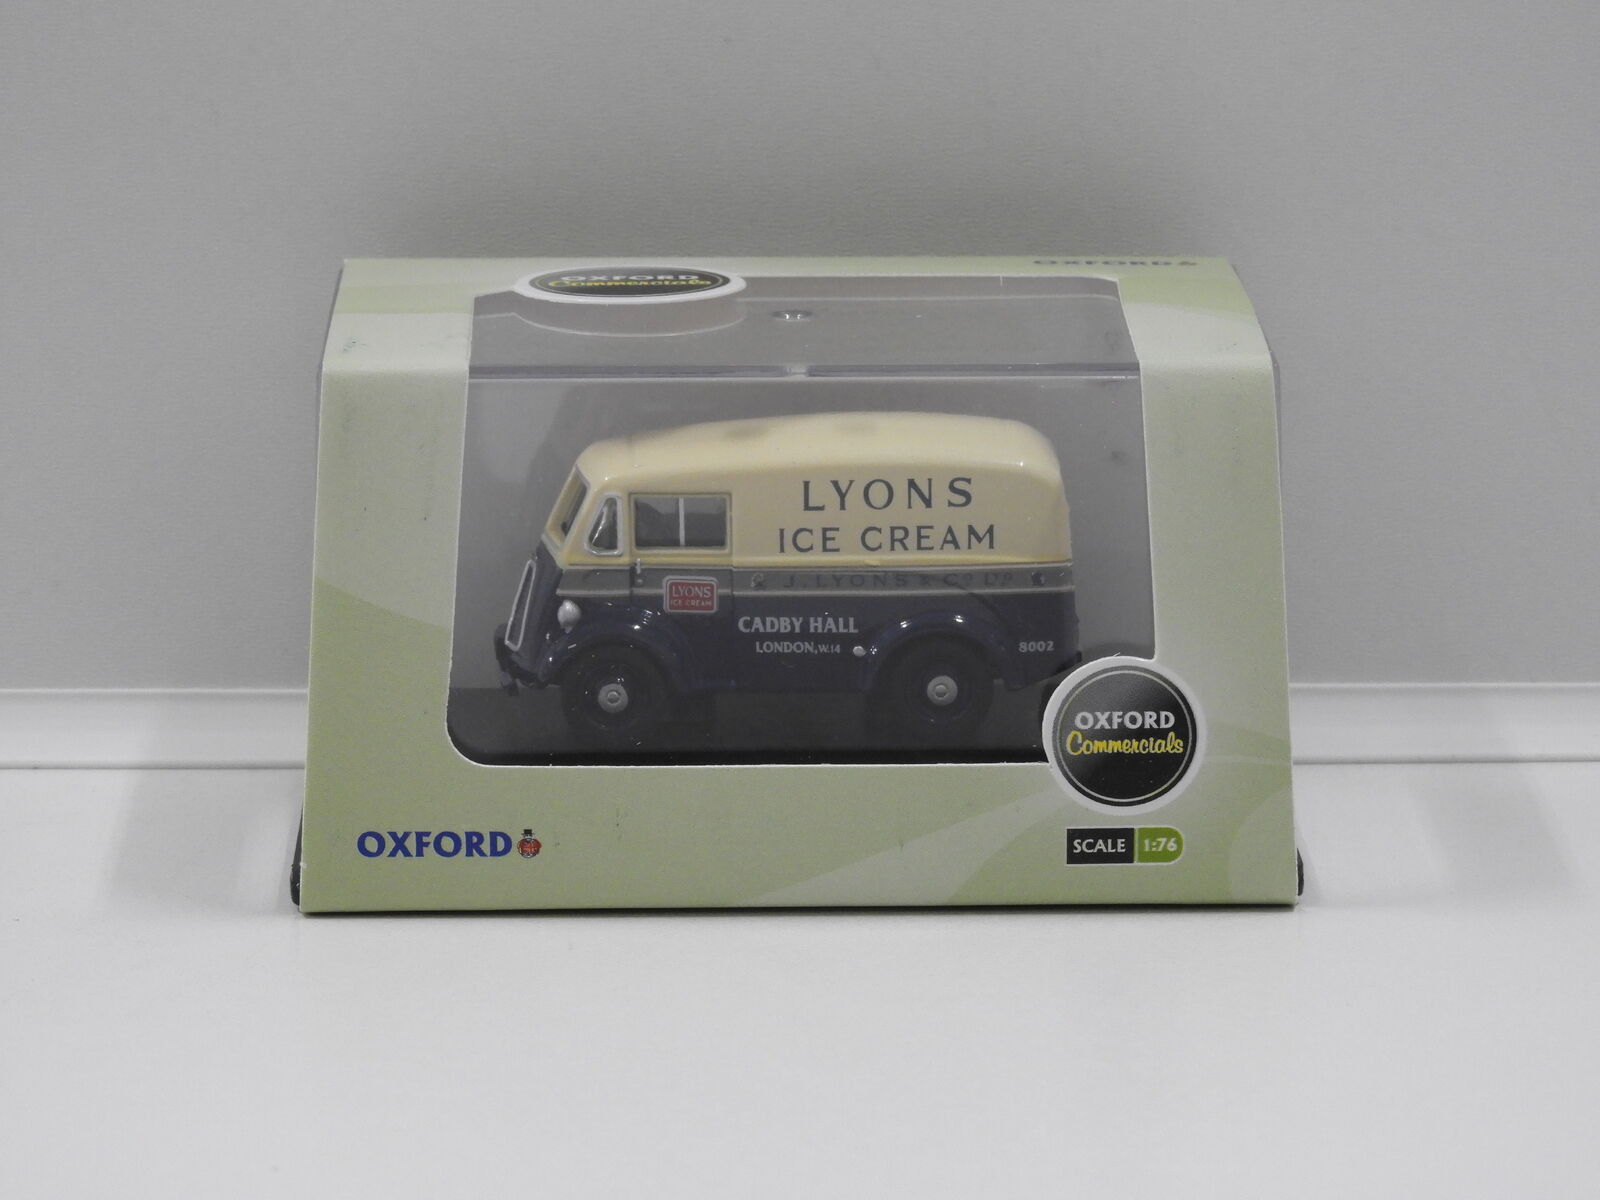 OXFORD
OXFORD
Commercials
LYONS
ICE CREAM
J. LYONS & Co LTD
LYONS
ICE CREAM
CADBY HALL
LONDON, W.14
8002
OXFORD
Commercials
OXFORD
SCALE 1:76